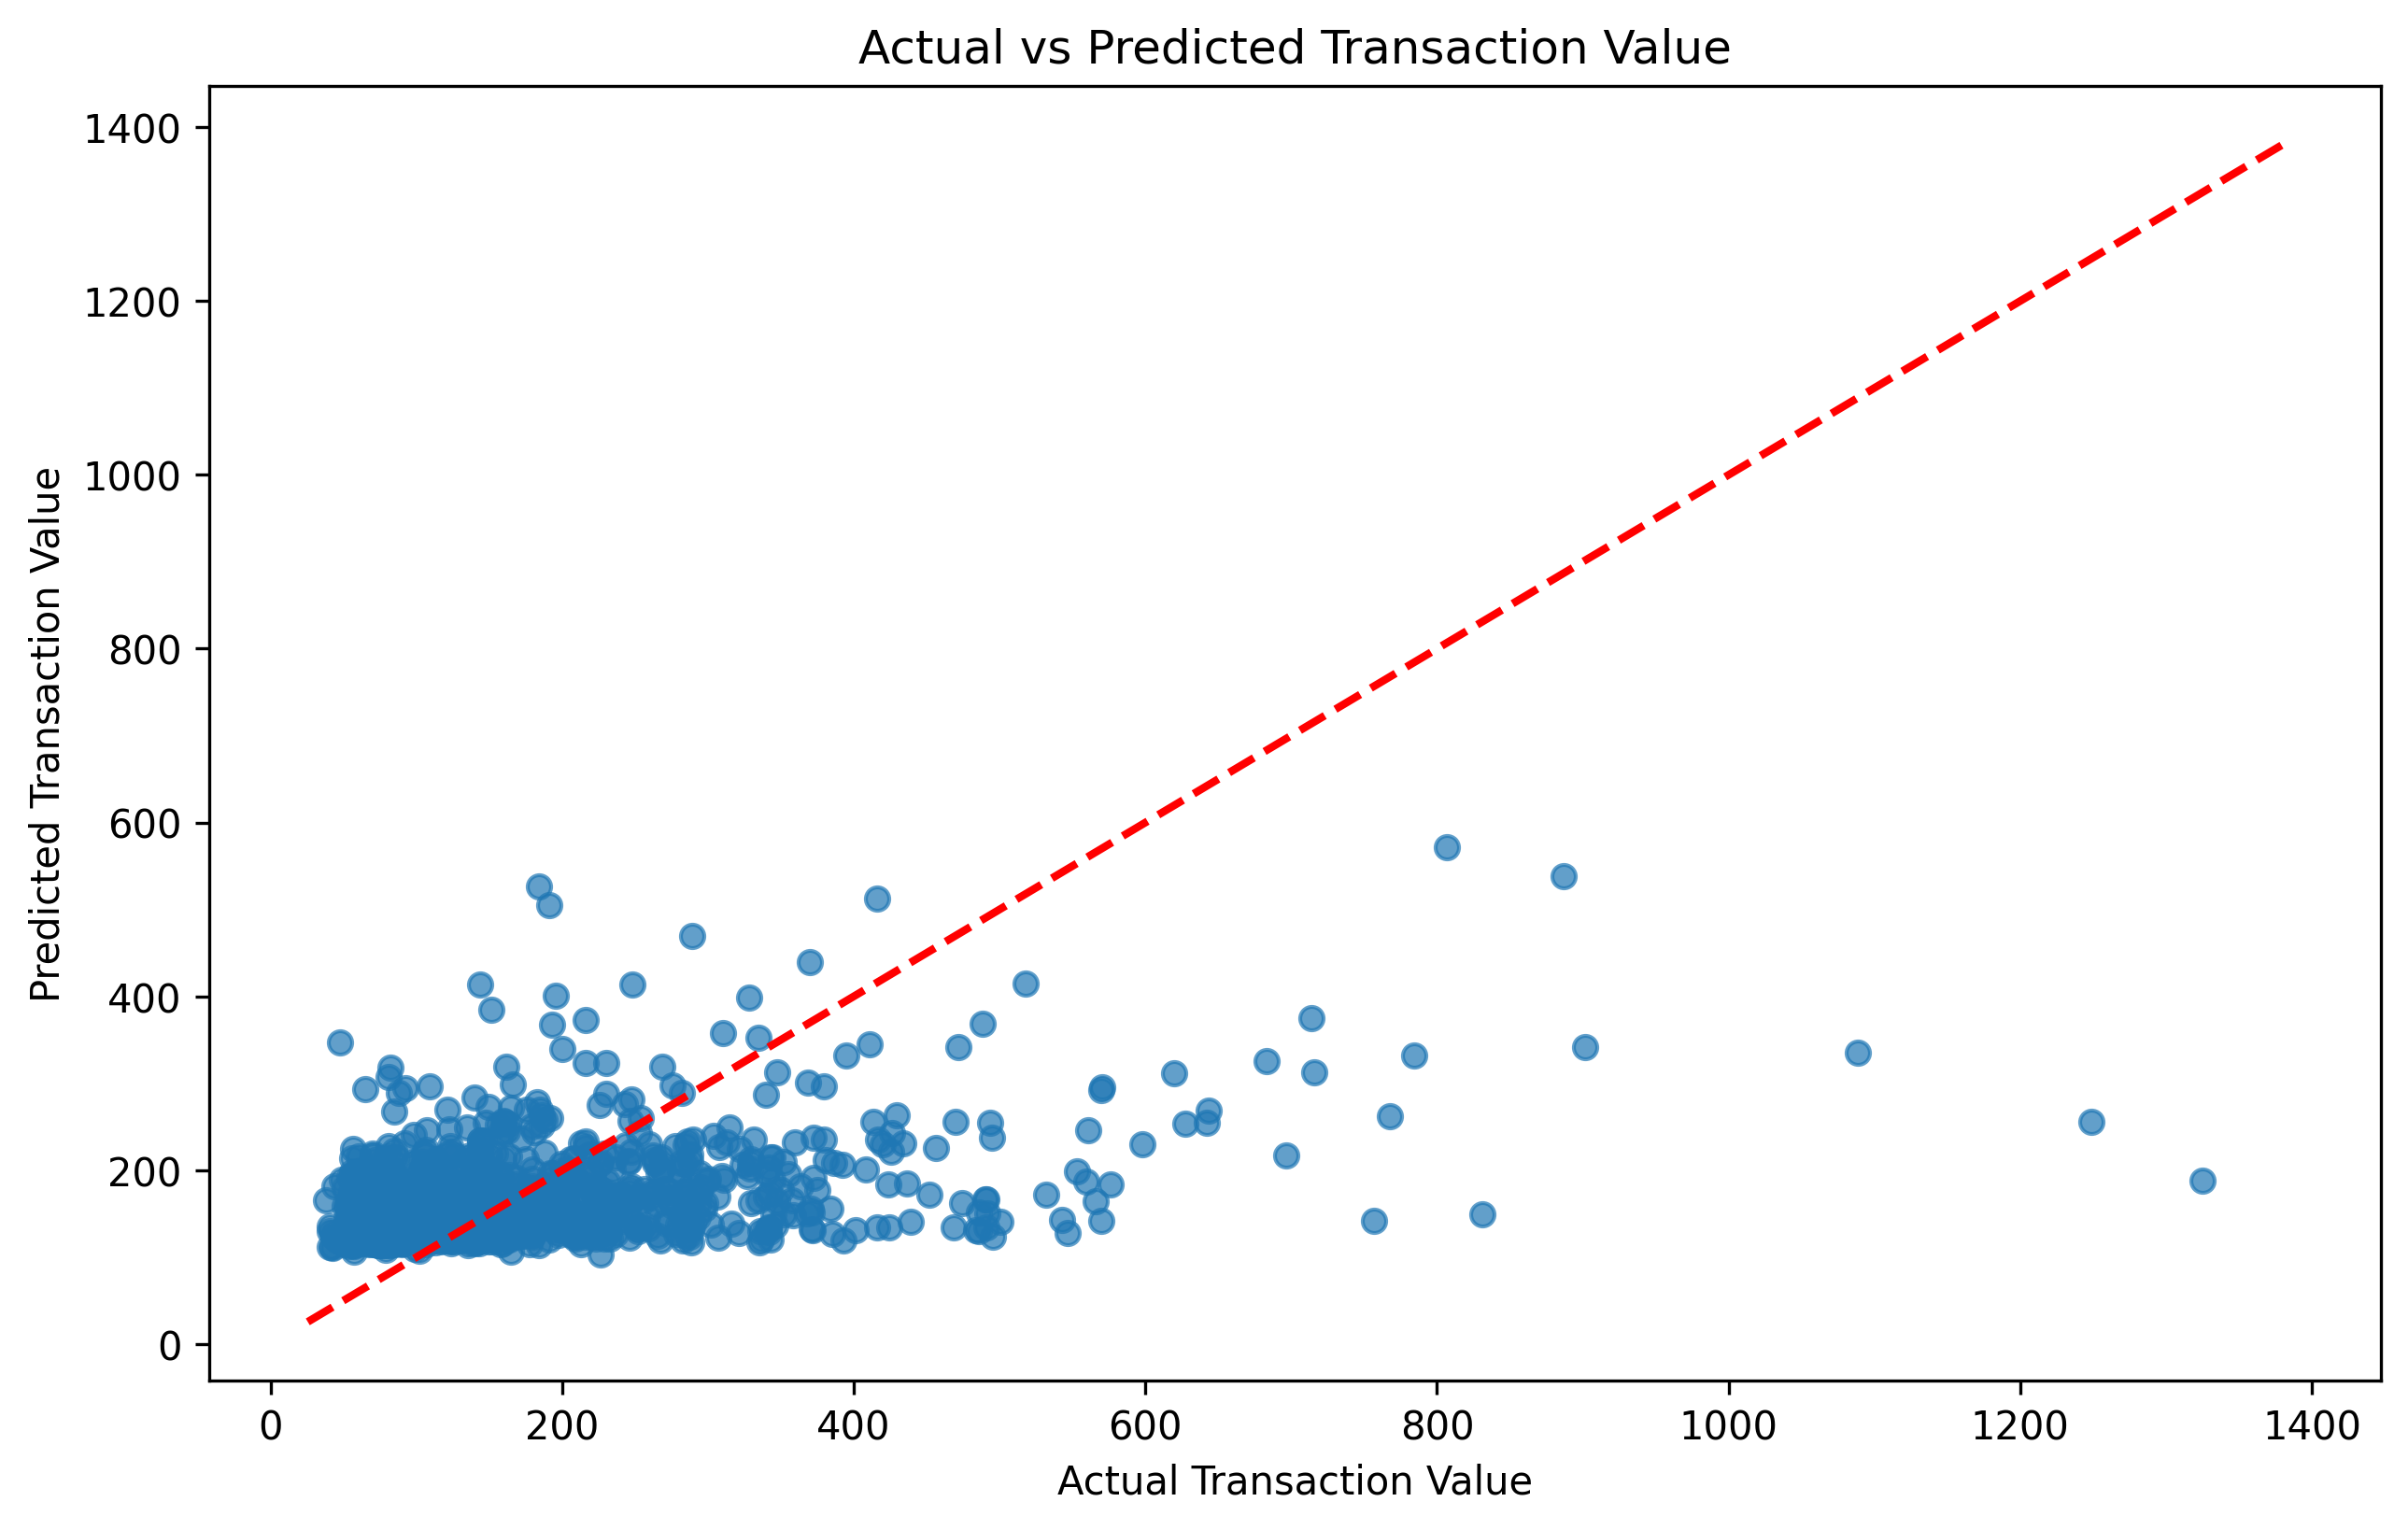 Actual vs Predicted Transaction Value
Predicted Transaction Value
1400
1200
1000
800
600
400
200
0
0 200 400 600 800 1000 1200 1400
Actual Transaction Value